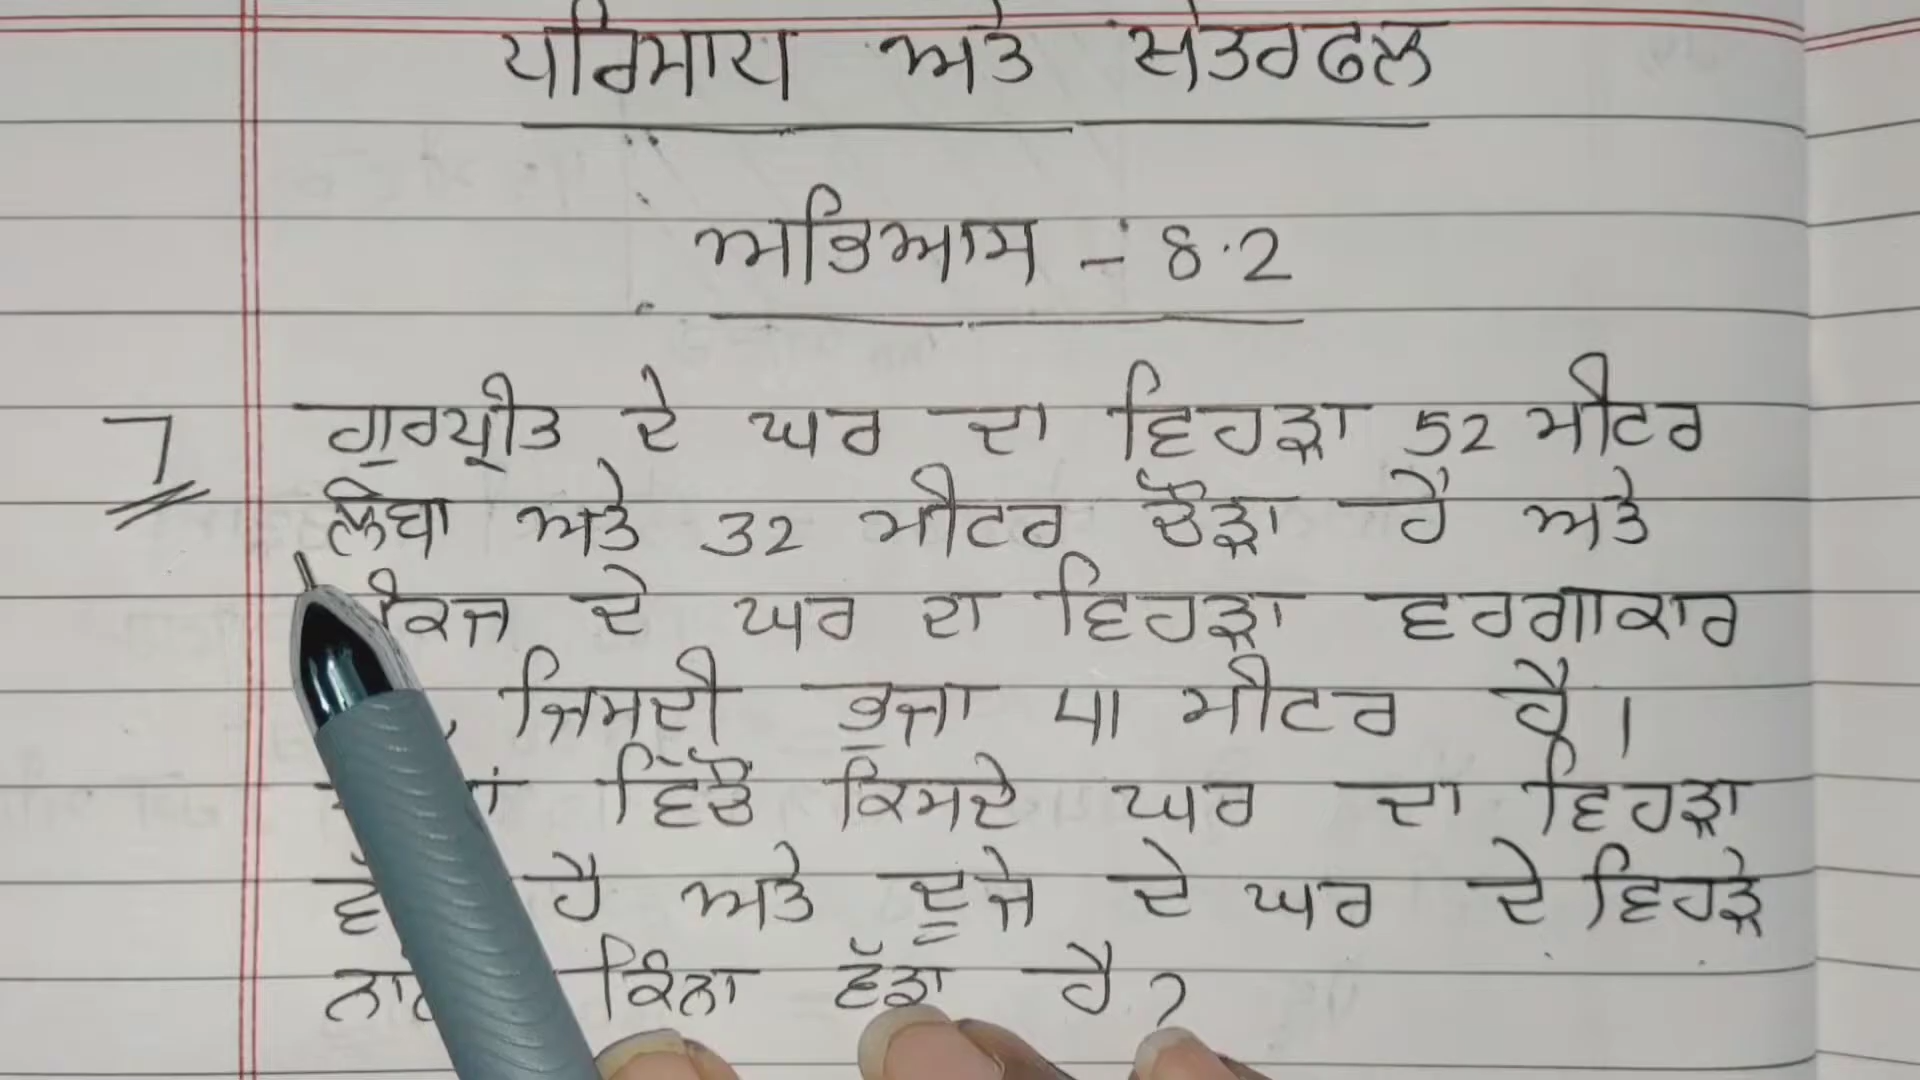 ਪਰਿਮਾਪ ਅਤੇ ਖੇਤਰਫਲ
ਅਭਿਆਸ - 8.2
7 ਗੁਰਪ੍ਰੀਤ ਦੇ ਘਰ ਦਾ ਵਿਹੜਾ 52 ਮੀਟਰ
ਲੰਬਾ ਅਤੇ 32 ਮੀਟਰ ਚੌੜਾ ਹੈ ਅਤੇ
ਦੇ ਘਰ ਦਾ ਵਿਹੜਾ ਵਰਗਾਕਾਰ
, ਜਿਸਦੀ ਭੁਜਾ 41 ਮੀਟਰ ਹੈ।
ਵਿੱਚੋਂ ਕਿਸਦੇ ਘਰ ਦਾ ਵਿਹੜਾ
ਹੈ ਅਤੇ ਦੂਜੇ ਦੇ ਘਰ ਦੇ ਵਿਹੜੇ
ਕਿੰਨਾ ਵੱਡਾ ਹੈ?